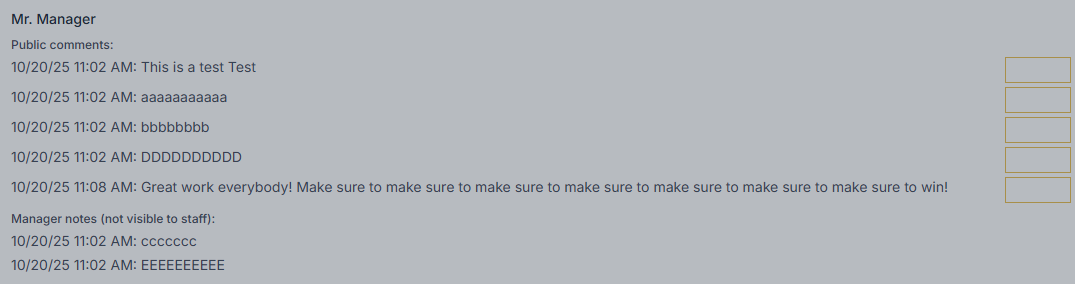 Mr. Manager
Public comments:
10/20/25 11:02 AM: This is a test Test
10/20/25 11:02 AM: aaaaaaaaaaa
10/20/25 11:02 AM: bbbbbbbb
10/20/25 11:02 AM: DDDDDDDDDD
10/20/25 11:08 AM: Great work everybody! Make sure to make sure to make sure to make sure to make sure to make sure to make sure to win!
Manager notes (not visible to staff):
10/20/25 11:02 AM: ccccccc
10/20/25 11:02 AM: EEEEEEEEEE